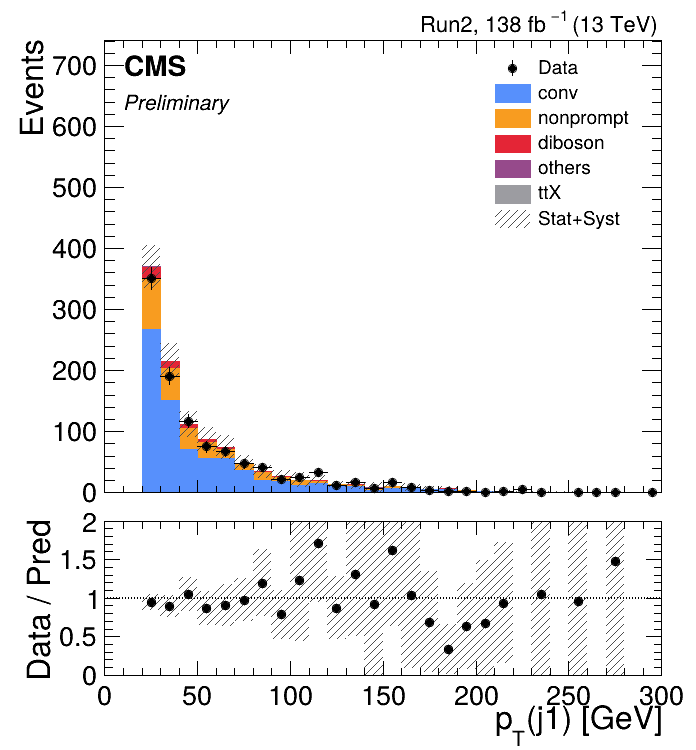 Run2, 138 fb⁻¹ (13 TeV)
Events
700
600
500
400
300
200
100
0
CMS
Preliminary
Data
conv
nonprompt
diboson
others
ttX
Stat+Syst
Data / Pred
2
1.5
1
0.5
0
0 50 100 150 200 250 300
p_T(j1) [GeV]